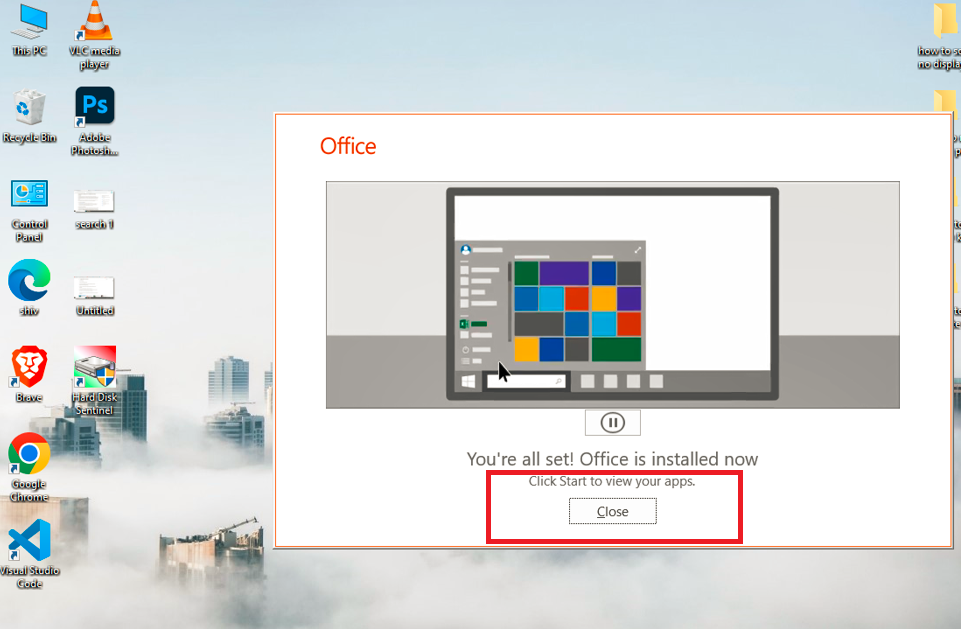 This PC
VLC media
player
Recycle Bin
Ps
Adobe
Photosh...
Control
Panel
search 1
shiv
Untitled
Brave
Hard Disk
Sentinel
Google
Chrome
Visual Studio
Code
how to so
no displa
Office
You're all set! Office is installed now
Click Start to view your apps.
Close